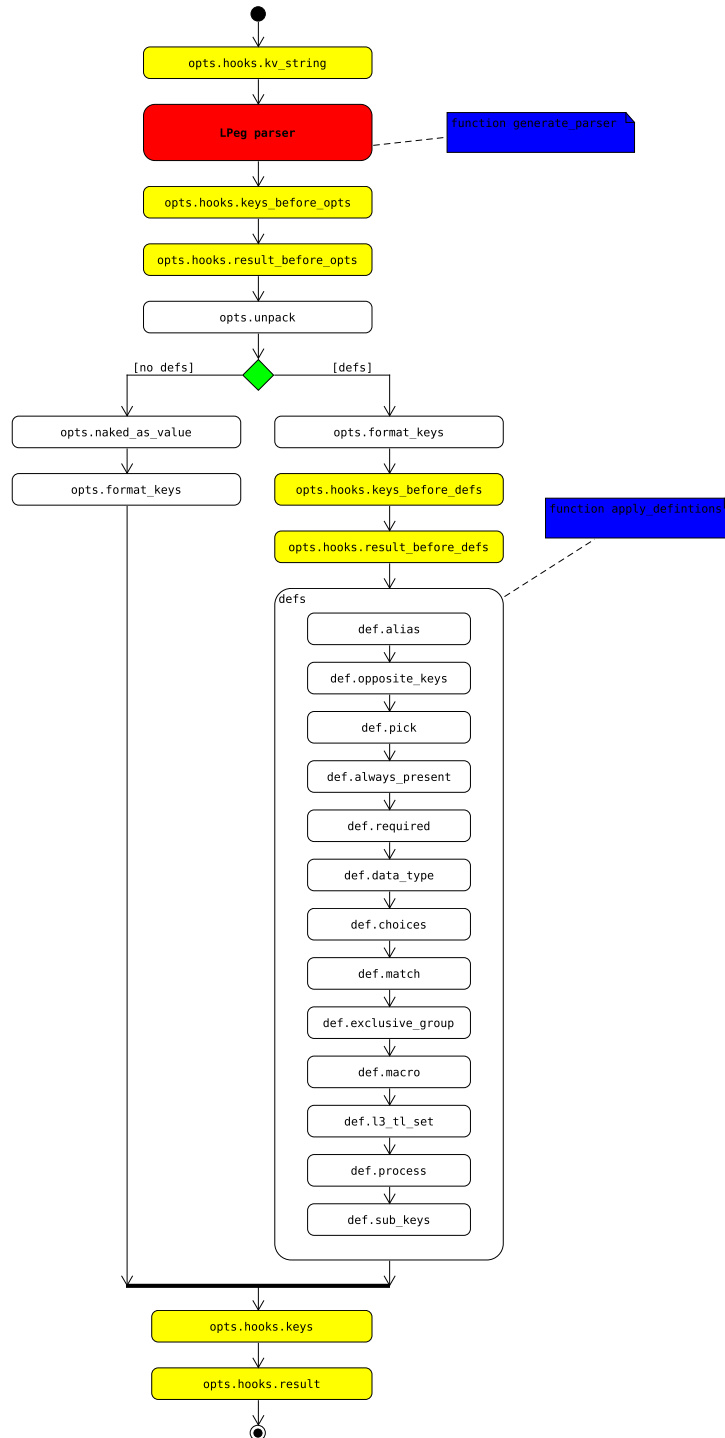 opts.hooks.kv_string
LPeg parser
function generate_parser
opts.hooks.keys_before_opts
opts.hooks.result_before_opts
opts.unpack
[no defs]
[defs]
opts.naked_as_value
opts.format_keys
opts.format_keys
opts.hooks.keys_before_defs
opts.hooks.result_before_defs
function apply_defintions
defs
def.alias
def.opposite_keys
def.pick
def.always_present
def.required
def.data_type
def.choices
def.match
def.exclusive_group
def.macro
def.l3_tl_set
def.process
def.sub_keys
opts.hooks.keys
opts.hooks.result